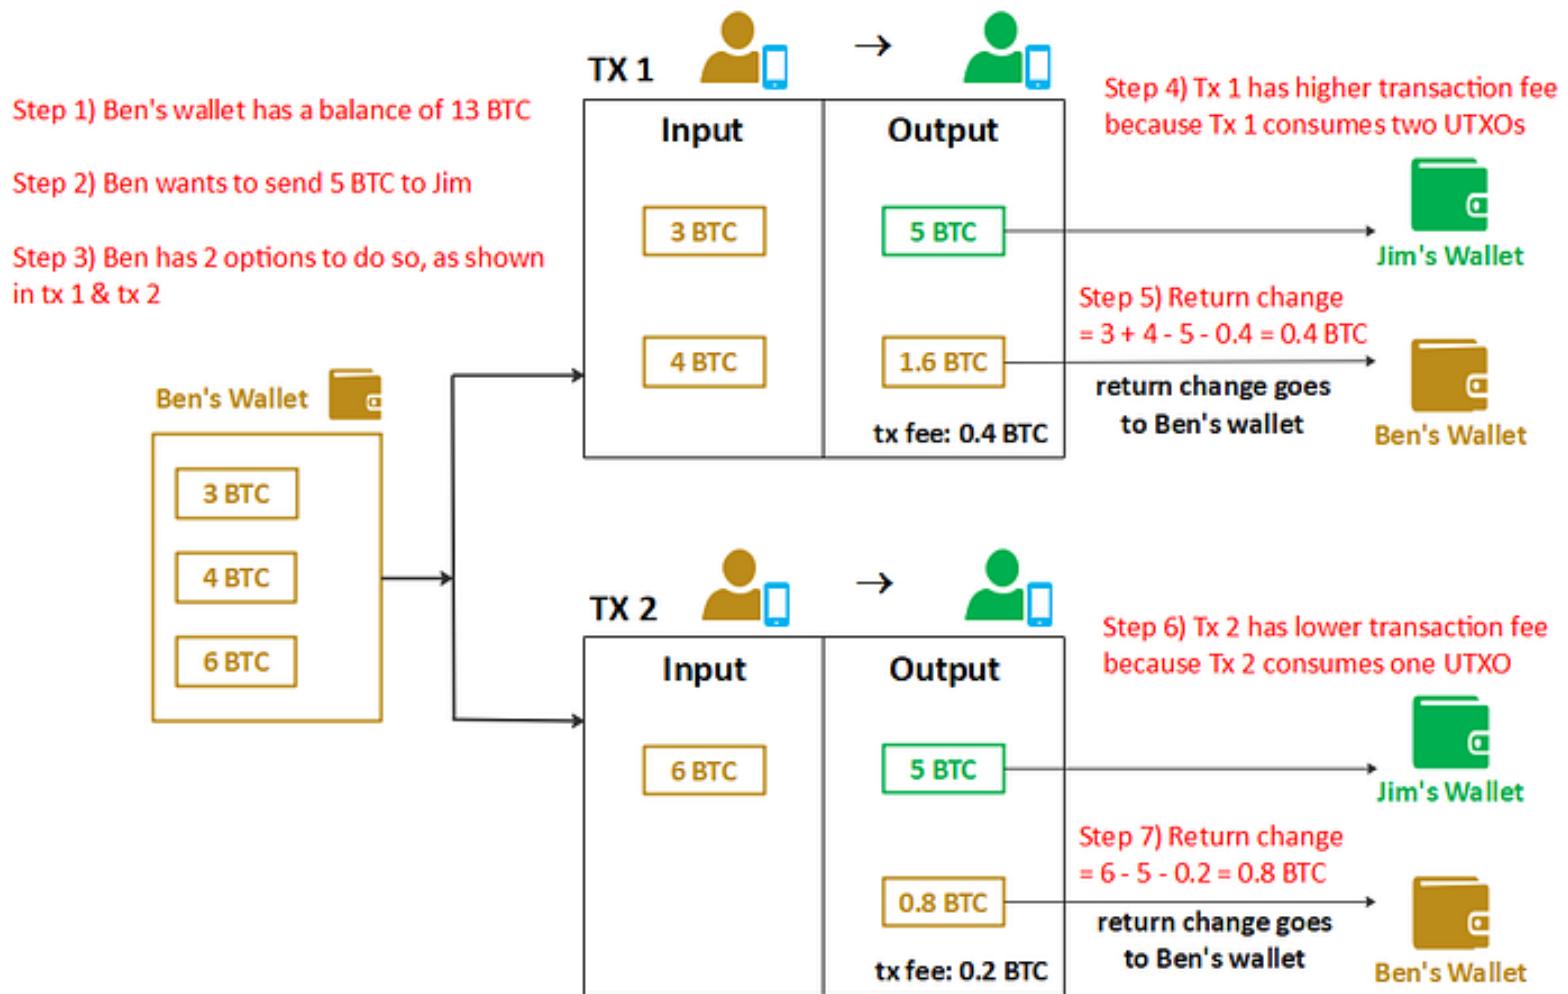 Step 1) Ben's wallet has a balance of 13 BTC
Step 2) Ben wants to send 5 BTC to Jim
Step 3) Ben has 2 options to do so, as shown
in tx 1 & tx 2
Ben's Wallet
3 BTC
4 BTC
6 BTC
TX 1
→
Input
Output
3 BTC
5 BTC
4 BTC
1.6 BTC
tx fee: 0.4 BTC
Step 4) Tx 1 has higher transaction fee
because Tx 1 consumes two UTXOs
Jim's Wallet
Step 5) Return change
= 3 + 4 - 5 - 0.4 = 0.4 BTC
return change goes
to Ben's wallet
Ben's Wallet
TX 2
→
Input
Output
6 BTC
5 BTC
0.8 BTC
tx fee: 0.2 BTC
Step 6) Tx 2 has lower transaction fee
because Tx 2 consumes one UTXO
Jim's Wallet
Step 7) Return change
= 6 - 5 - 0.2 = 0.8 BTC
return change goes
to Ben's wallet
Ben's Wallet